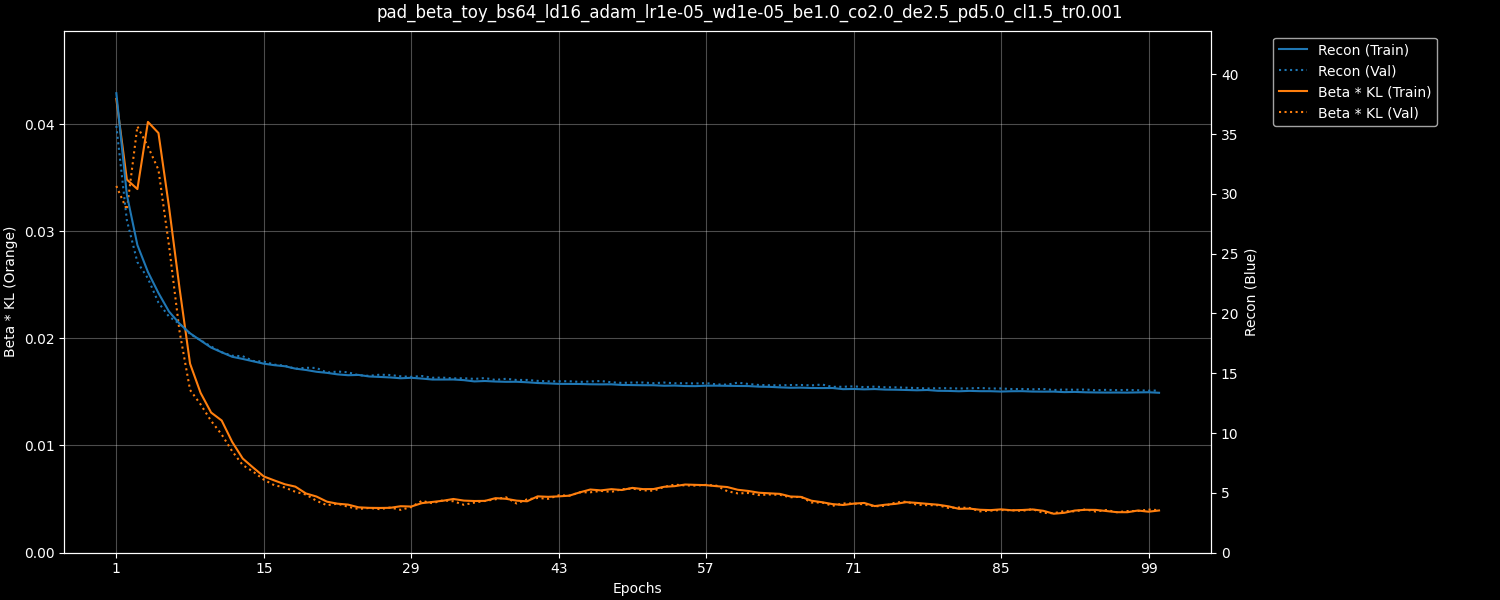 pad_beta_toy_bs64_ld16_adam_lr1e-05_wd1e-05_be1.0_co2.0_de2.5_pd5.0_cl1.5_tr0.001
Recon (Train)
Recon (Val)
Beta * KL (Train)
Beta * KL (Val)
Beta * KL (Orange)
0.04
0.03
0.02
0.01
0.00
40
35
30
25
20
15
10
5
0
Recon (Blue)
1 15 29 43 57 71 85 99
Epochs